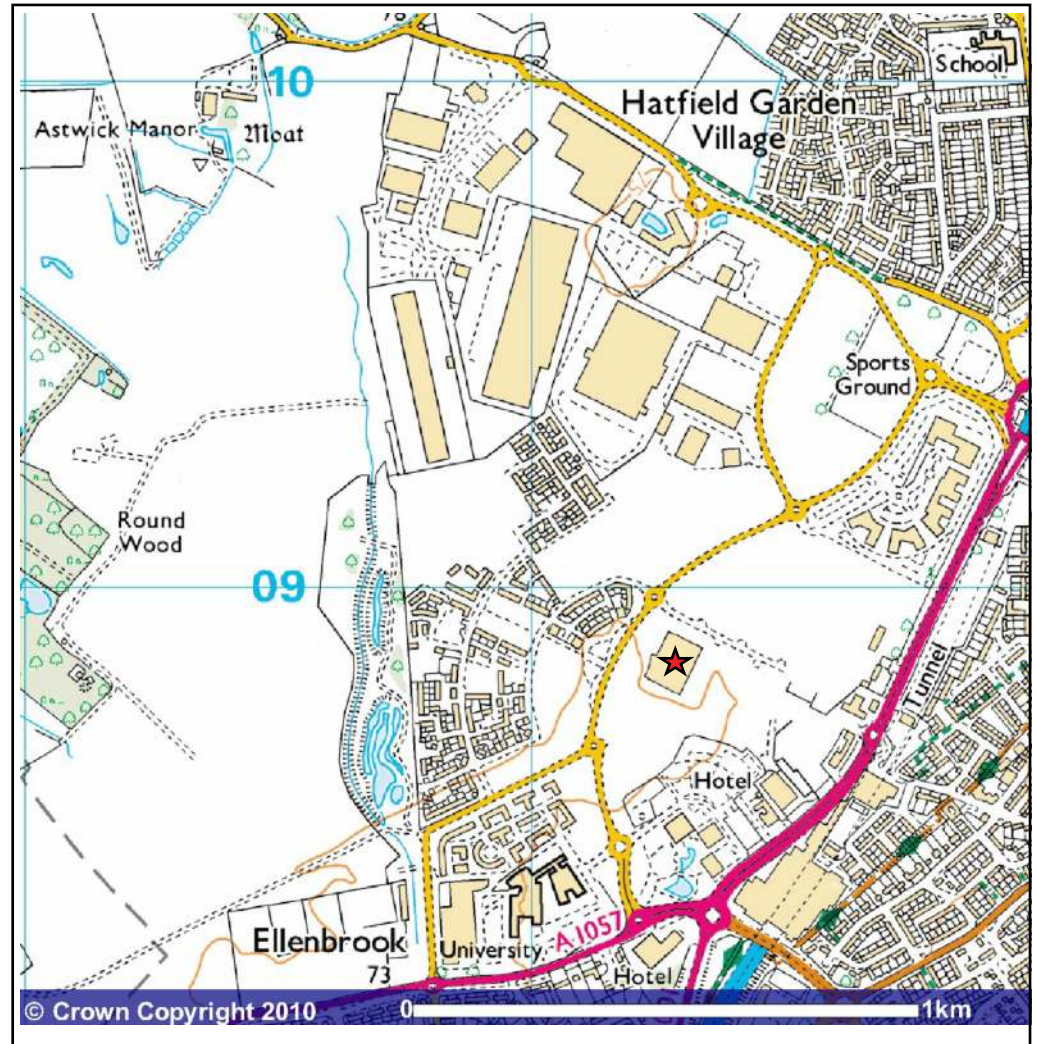 78
10
School
Hatfield Garden
Village
Astwick Manor
Moat
Sports
Ground
Round
Wood
09
Tunnel
Hotel
Ellenbrook
University
A 1057
73
Hotel
© Crown Copyright 2010
0
1km